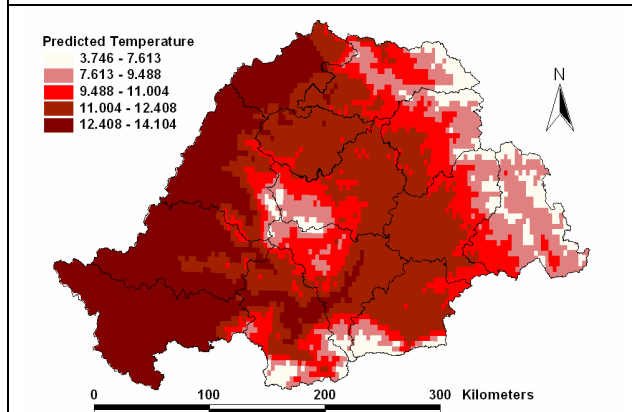 Predicted Temperature
3.746 - 7.613
7.613 - 9.488
9.488 - 11.004
11.004 - 12.408
12.408 - 14.104
N
0 100 200 300 Kilometers